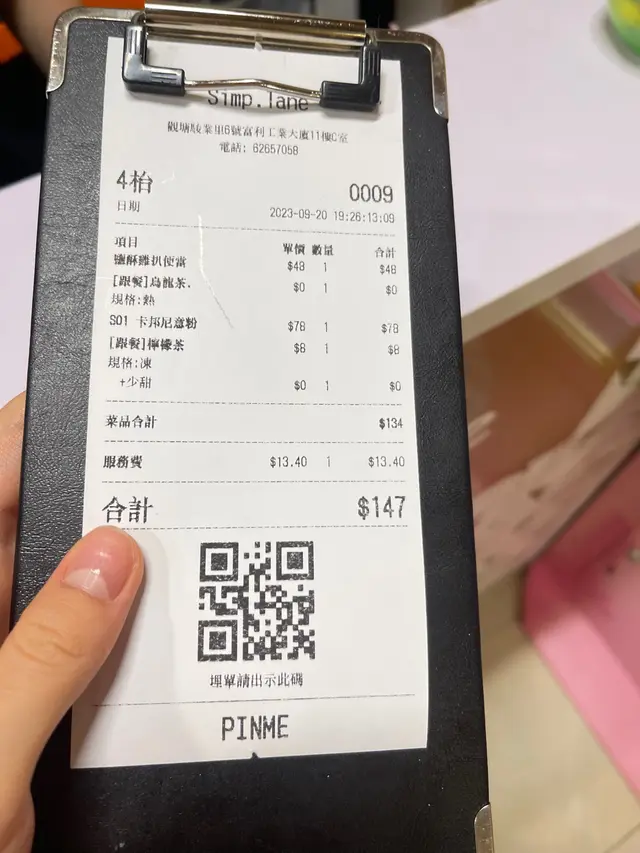 Simp.lane
觀塘駿業里6號富利工業大廈11樓C室
電話: 62657058
4枱 0009
日期 2023-09-20 19:26:13:09
項目 單價 數量 合計
鹽酥雞扒便當 $48 1 $48
[跟餐]烏龍茶. $0 1 $0
規格:熱
S01 卡邦尼意粉 $78 1 $78
[跟餐]檸檬茶 $8 1 $8
規格:凍
+少甜 $0 1 $0
菜品合計 $134
服務費 $13.40 1 $13.40
合計 $147
埋單請出示此碼
PINME